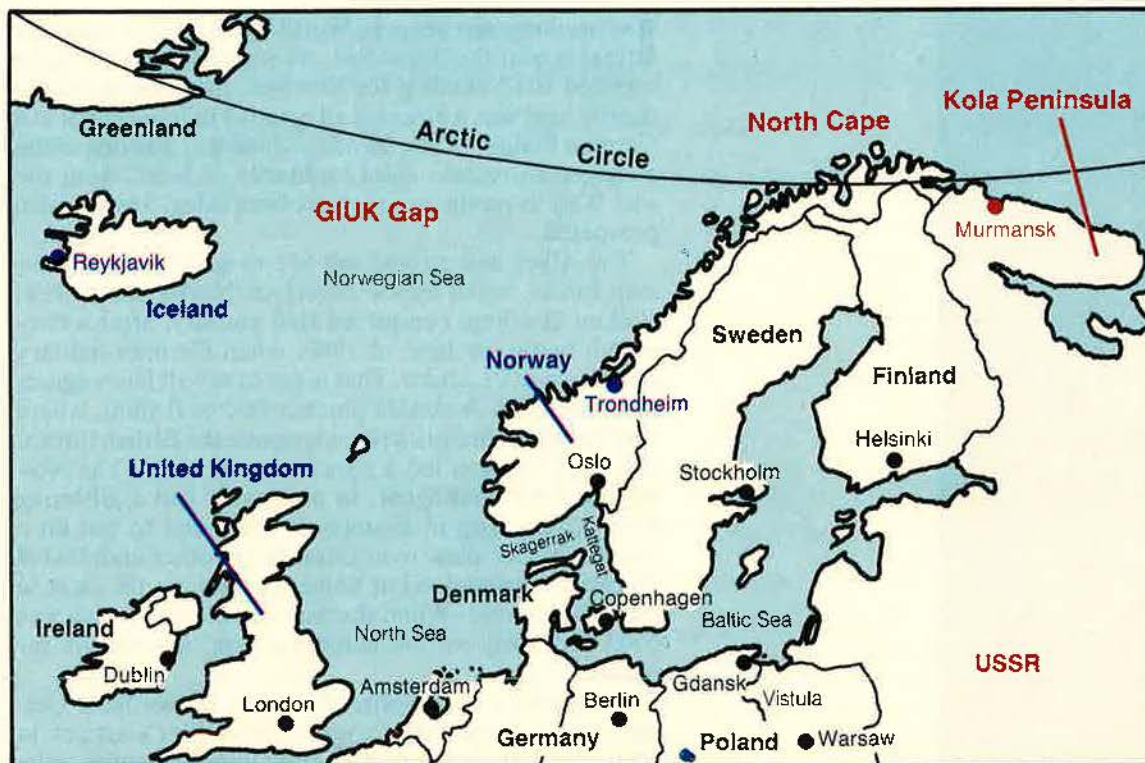 Kola Peninsula
Greenland
Arctic Circle
North Cape
GIUK Gap
Murmansk
Reykjavik
Norwegian Sea
Iceland
Sweden
Norway
Finland
Trondheim
Helsinki
United Kingdom
Oslo
Stockholm
Skagerrak
Kattegat
Denmark
Copenhagen
Baltic Sea
Ireland
North Sea
USSR
Dublin
Amsterdam
Gdansk
Berlin
Vistula
London
Germany
Poland
Warsaw